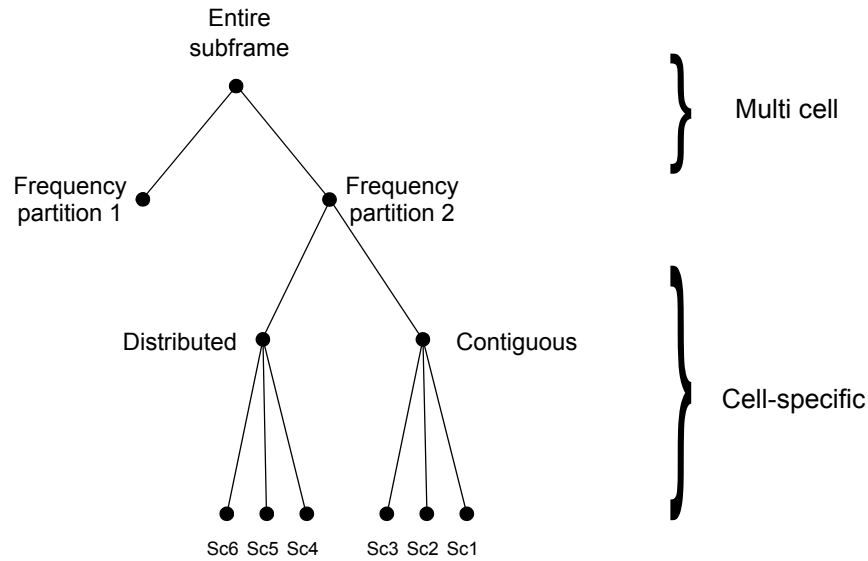 Entire
subframe
Multi cell
Frequency
partition 1
Frequency
partition 2
Distributed
Contiguous
Cell-specific
Sc6 Sc5 Sc4 Sc3 Sc2 Sc1